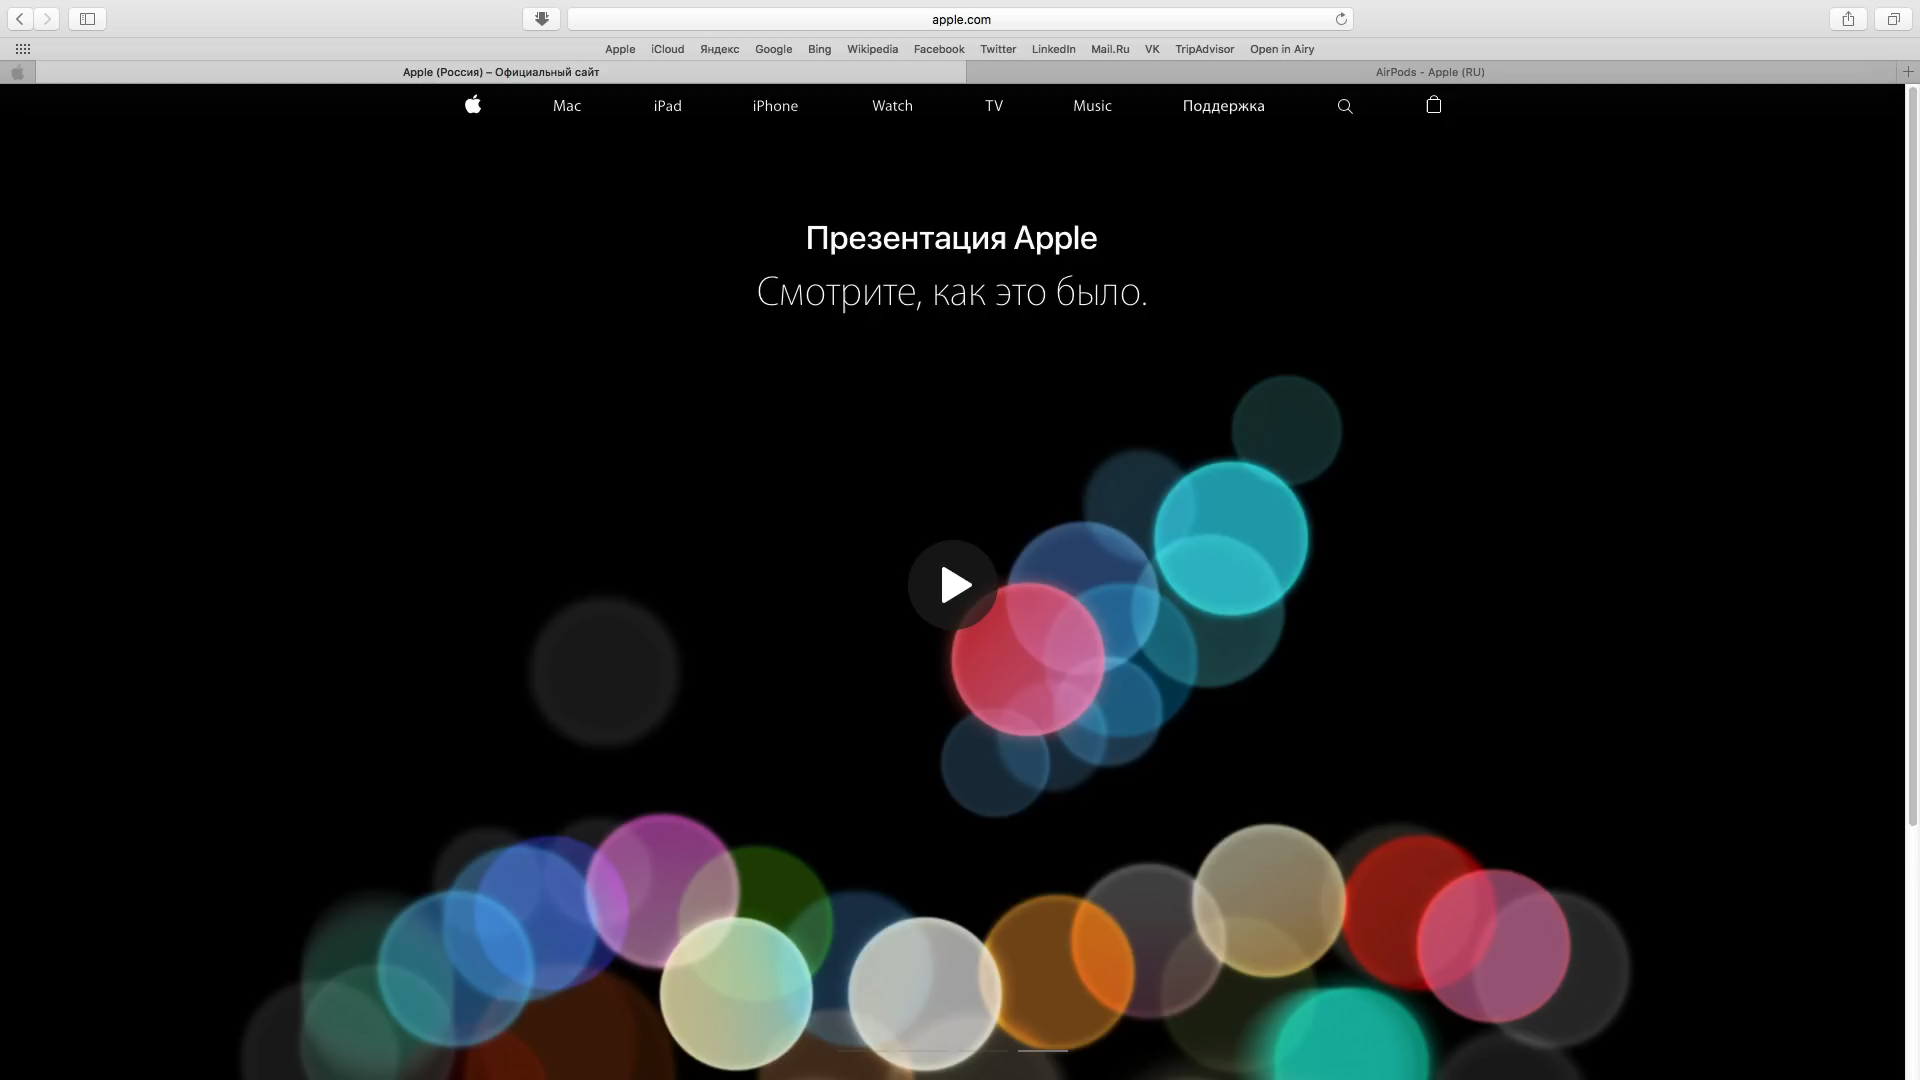 apple.com
Apple iCloud Яндекс Google Bing Wikipedia Facebook Twitter LinkedIn Mail.Ru VK TripAdvisor Open in Airy
Apple (Россия) – Официальный сайт AirPods - Apple (RU)
Mac iPad iPhone Watch TV Music Поддержка
Презентация Apple
Смотрите, как это было.